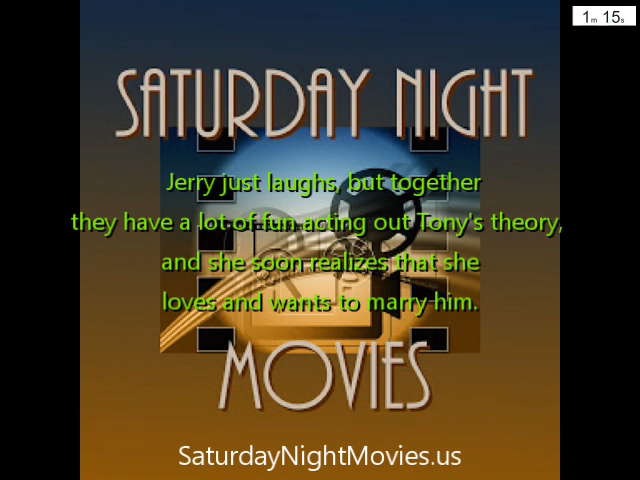 1m 15s
SATURDAY NIGHT
Jerry just laughs, but together
they have a lot of fun acting out Tony's theory,
and she soon realizes that she
loves and wants to marry him.
MOVIES
SaturdayNightMovies.us